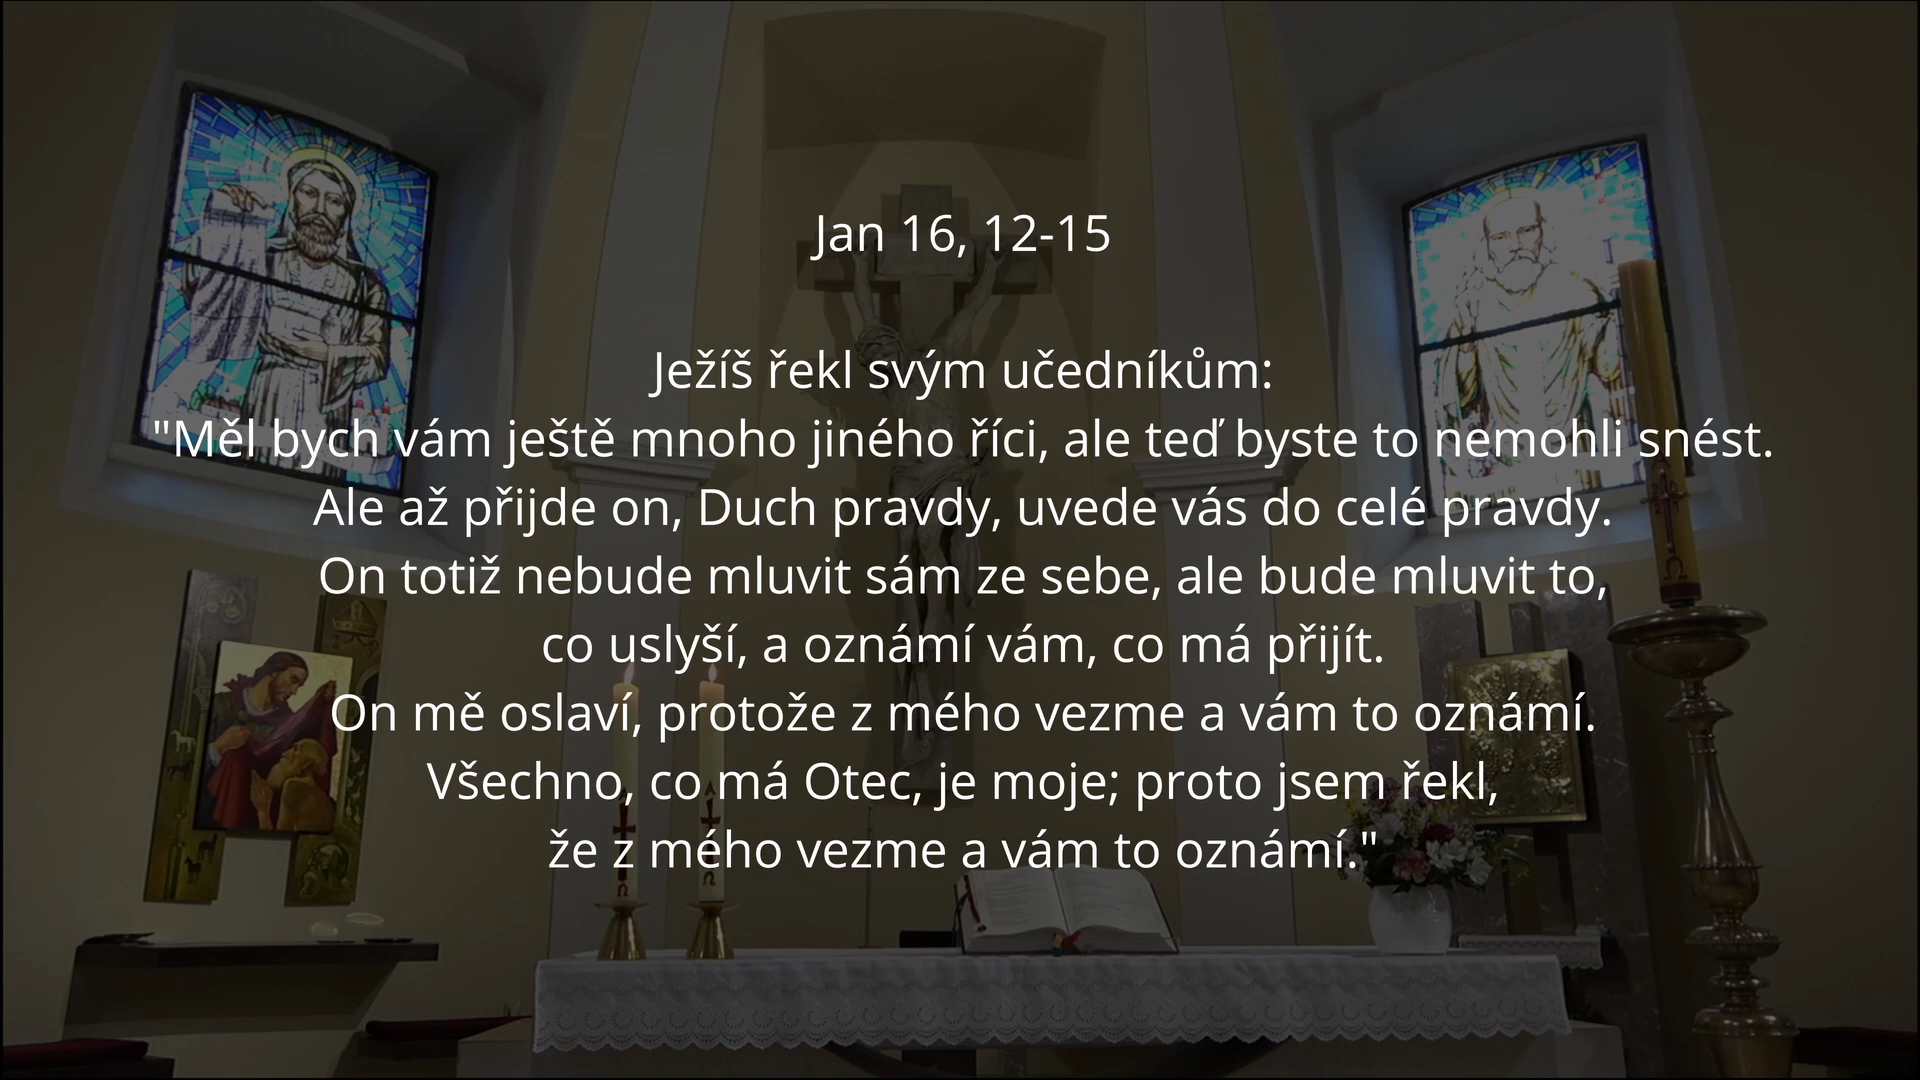 Jan 16, 12-15
Ježíš řekl svým učedníkům:
"Měl bych vám ještě mnoho jiného říci, ale teď byste to nemohli snést.
Ale až přijde on, Duch pravdy, uvede vás do celé pravdy.
On totiž nebude mluvit sám ze sebe, ale bude mluvit to,
co uslyší, a oznámí vám, co má přijít.
On mě oslaví, protože z mého vezme a vám to oznámí.
Všechno, co má Otec, je moje; proto jsem řekl,
že z mého vezme a vám to oznámí."